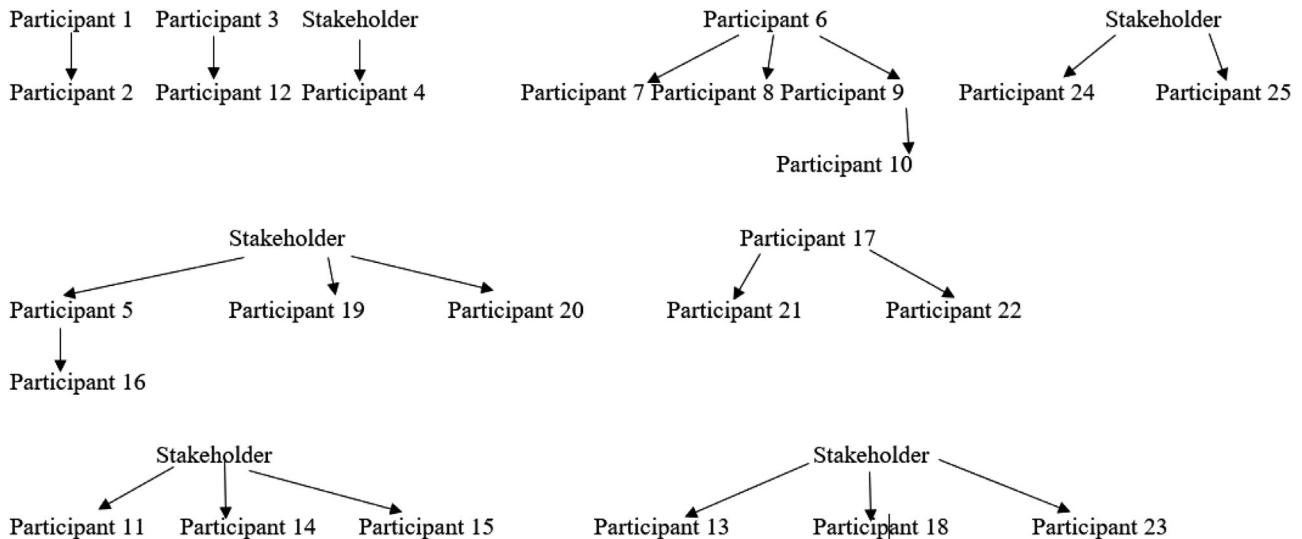 Participant 1 Participant 3 Stakeholder Participant 6 Stakeholder
Participant 2 Participant 12 Participant 4 Participant 7 Participant 8 Participant 9 Participant 24 Participant 25
Participant 10
Stakeholder Participant 17
Participant 5 Participant 19 Participant 20 Participant 21 Participant 22
Participant 16
Stakeholder Stakeholder
Participant 11 Participant 14 Participant 15 Participant 13 Participant 18 Participant 23